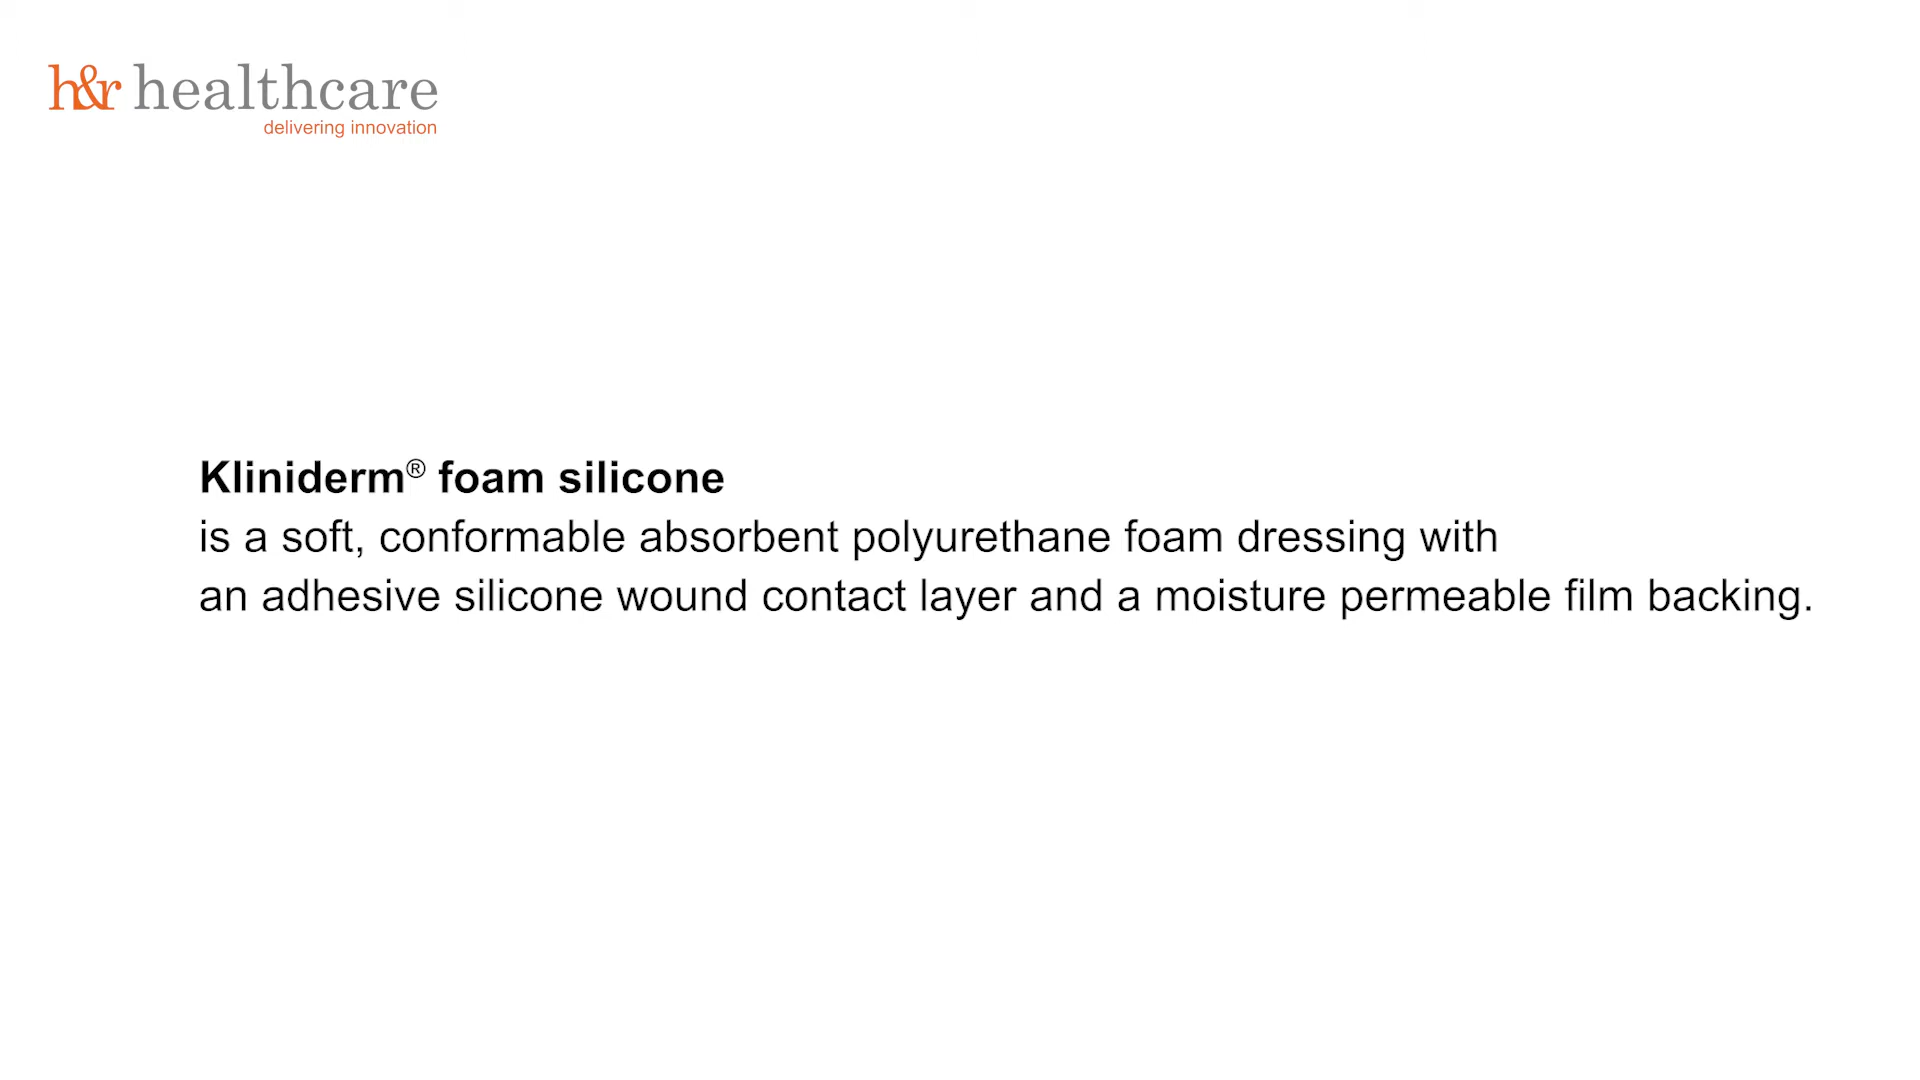 h&r healthcare
delivering innovation
Kliniderm® foam silicone
is a soft, conformable absorbent polyurethane foam dressing with
an adhesive silicone wound contact layer and a moisture permeable film backing.